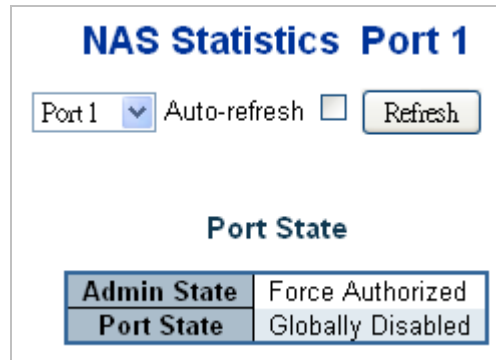 NAS Statistics Port 1
Port 1 Auto-refresh Refresh
Port State
Admin State Force Authorized
Port State Globally Disabled